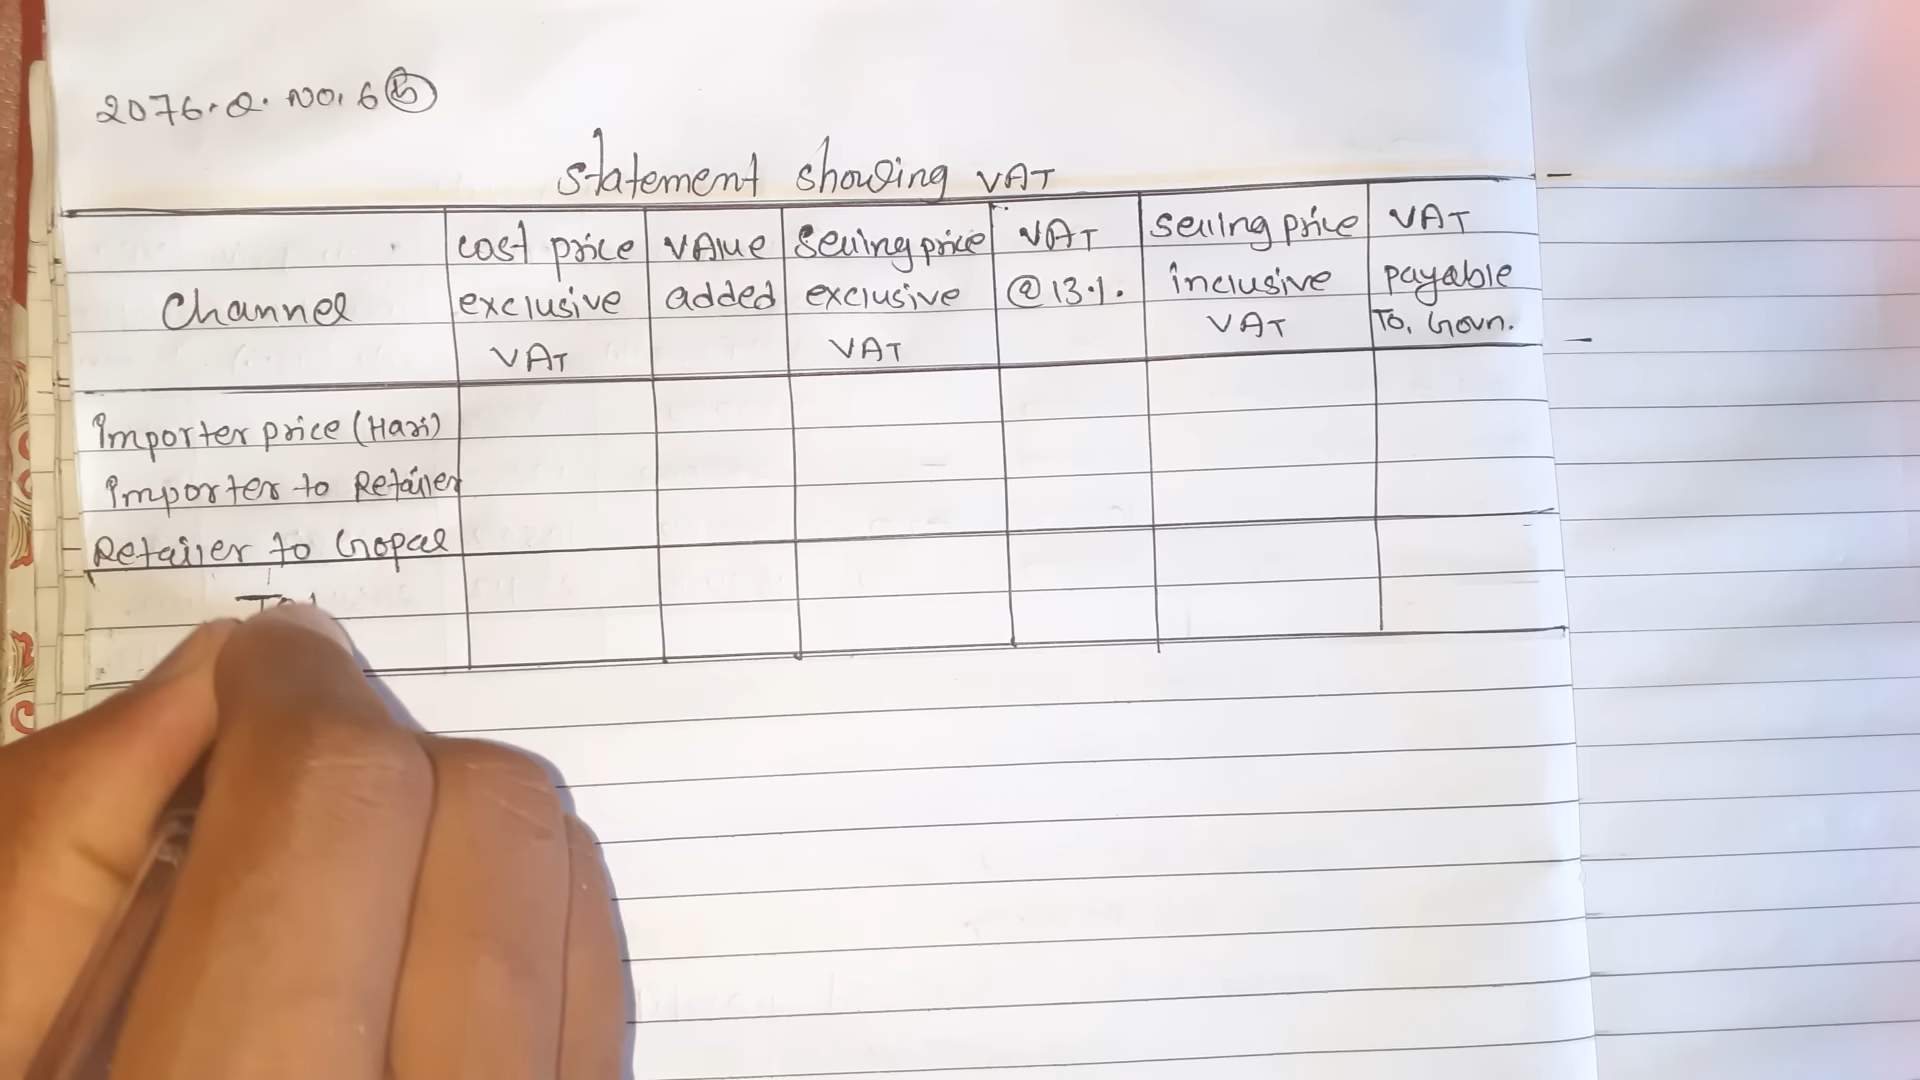 2076. Q. NO. 6 b
Statement showing VAT
Channel
cost price
exclusive
VAT
VAlue
added
Selling price
exclusive
VAT
VAT
@ 13%.
selling price
inclusive
VAT
VAT
payable
To, Govn.
Importer price (Hari)
Importer to Retailer
Retailer to Gopal